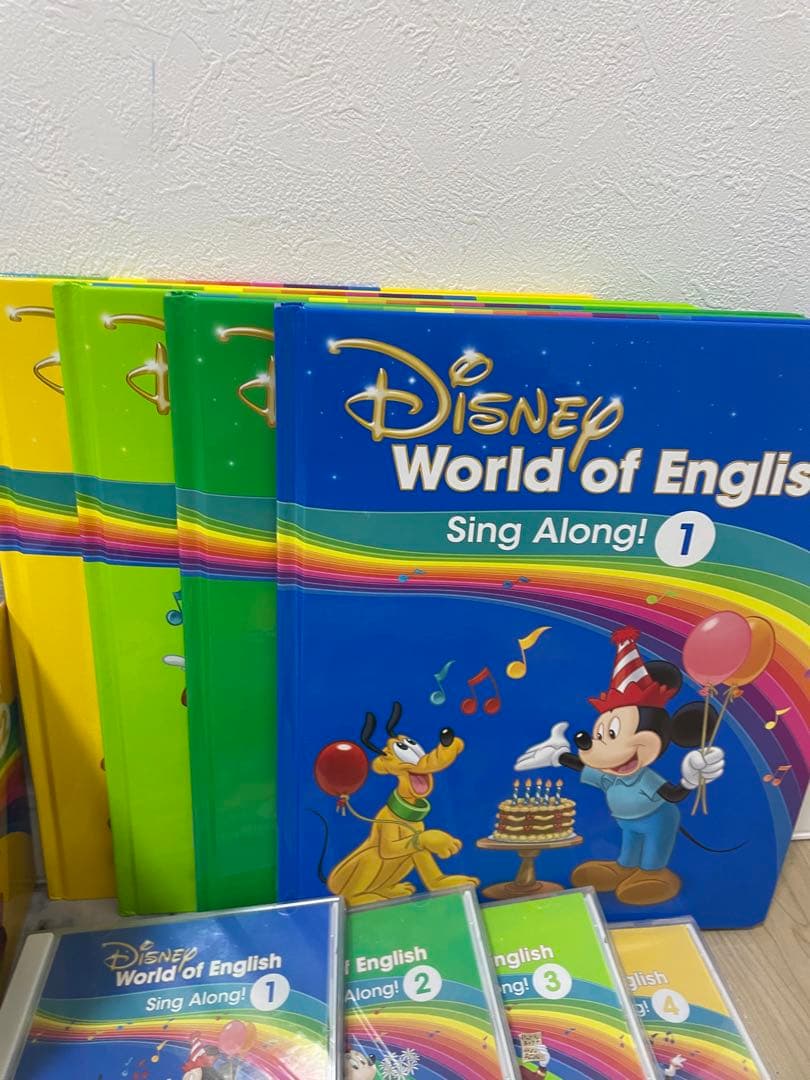 D
D
D
Disney
World of Englis
Sing Along! 1
Disney
World of English
Sing Along! 1
f English
Along! 2
nglish
ng! 3
glish
! 4